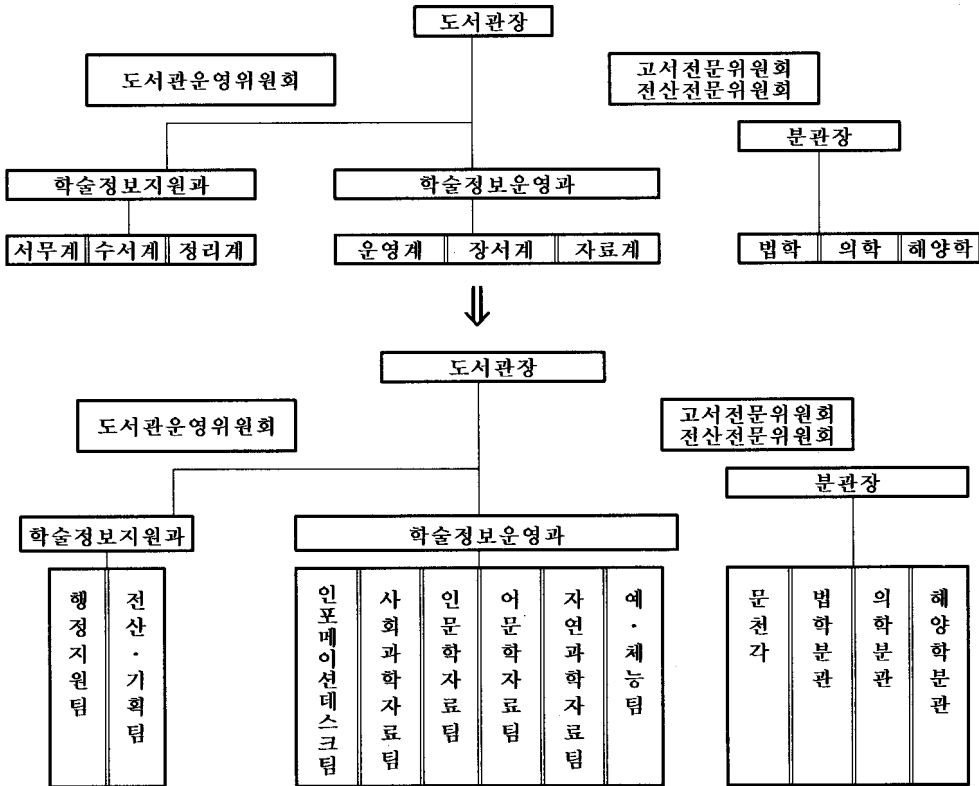 도서관장
도서관운영위원회
고서전문위원회
전산전문위원회
분관장
학술정보지원과
학술정보운영과
서무계 수서계 정리계
운영계 장서계 자료계
법학 의학 해양학
⇓
도서관장
도서관운영위원회
고서전문위원회
전산전문위원회
분관장
학술정보지원과
학술정보운영과
행정지원팀
전산·기획팀
인포메이션데스크팀
사회과학자료팀
인문학자료팀
어문학자료팀
자연과학자료팀
예·체능팀
문천각
법학분관
의학분관
해양학분관